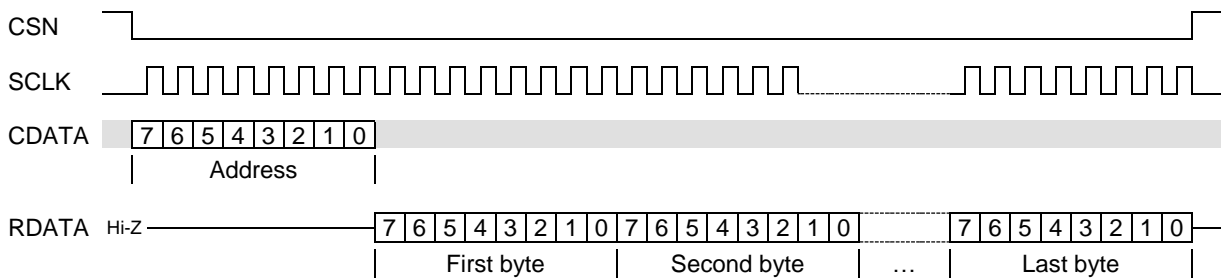 CSN
SCLK
CDATA 7 6 5 4 3 2 1 0
Address
RDATA Hi-Z 7 6 5 4 3 2 1 0 7 6 5 4 3 2 1 0 7 6 5 4 3 2 1 0
First byte Second byte … Last byte